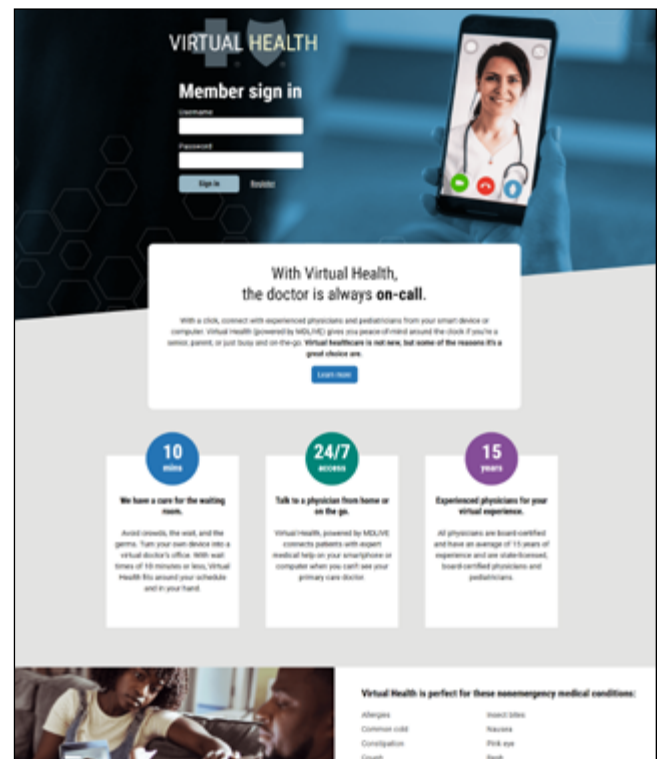 VIRTUAL HEALTH
Member sign in
Username
Password
Sign in
Register
With Virtual Health,
the doctor is always on-call.
With a click, connect with experienced physicians and pediatricians from your smart device or
computer. Virtual Health (powered by MDLIVE) gives you peace-of-mind around the clock if you're a
senior, parent, or just busy and on-the-go. Virtual healthcare is not new, but some of the reasons it's a
great choice are.
Learn more
10
mins
We have a cure for the waiting
room.
Avoid crowds, the wait, and the
germs. Turn your own device into a
virtual doctor's office. With wait
times of 10 minutes or less, Virtual
Health fits around your schedule
and in your hand.
24/7
access
Talk to a physician from home or
on the go.
Virtual Health, powered by MDLIVE
connects patients with expert
medical help on your smartphone or
computer when you can't see your
primary care doctor.
15
years
Experienced physicians for your
virtual experience.
All physicians are board-certified
and have an average of 15 years of
experience and are state-licensed,
board-certified physicians and
pediatricians.
Virtual Health is perfect for these nonemergency medical conditions:
Allergies
Common cold
Constipation
Cough
Insect bites
Nausea
Pink eye
Rash